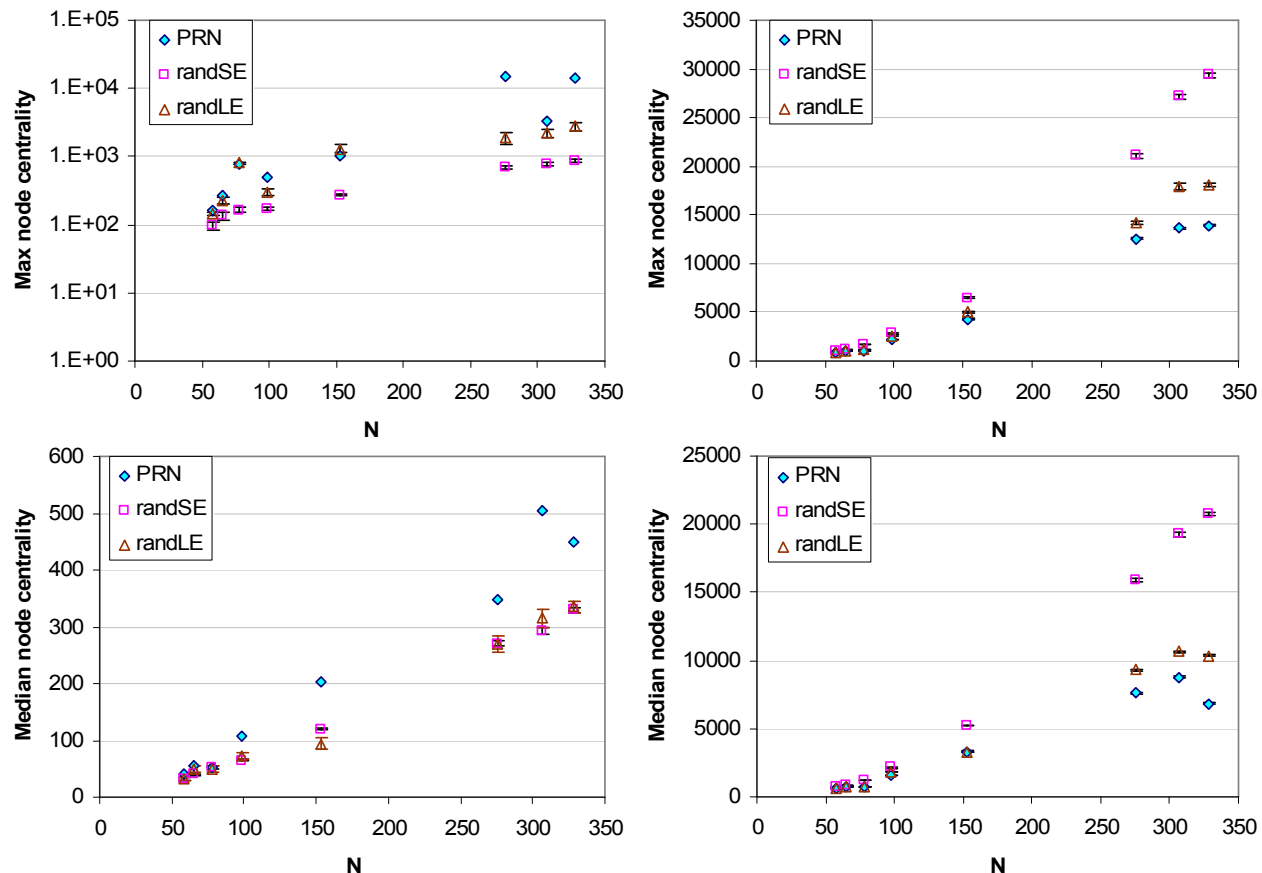 Max node centrality
1.E+05
1.E+04
1.E+03
1.E+02
1.E+01
1.E+00
PRN
randSE
randLE
0 50 100 150 200 250 300 350
N
Max node centrality
35000
30000
25000
20000
15000
10000
5000
0
PRN
randSE
randLE
0 50 100 150 200 250 300 350
N
Median node centrality
600
500
400
300
200
100
0
PRN
randSE
randLE
0 50 100 150 200 250 300 350
N
Median node centrality
25000
20000
15000
10000
5000
0
PRN
randSE
randLE
0 50 100 150 200 250 300 350
N